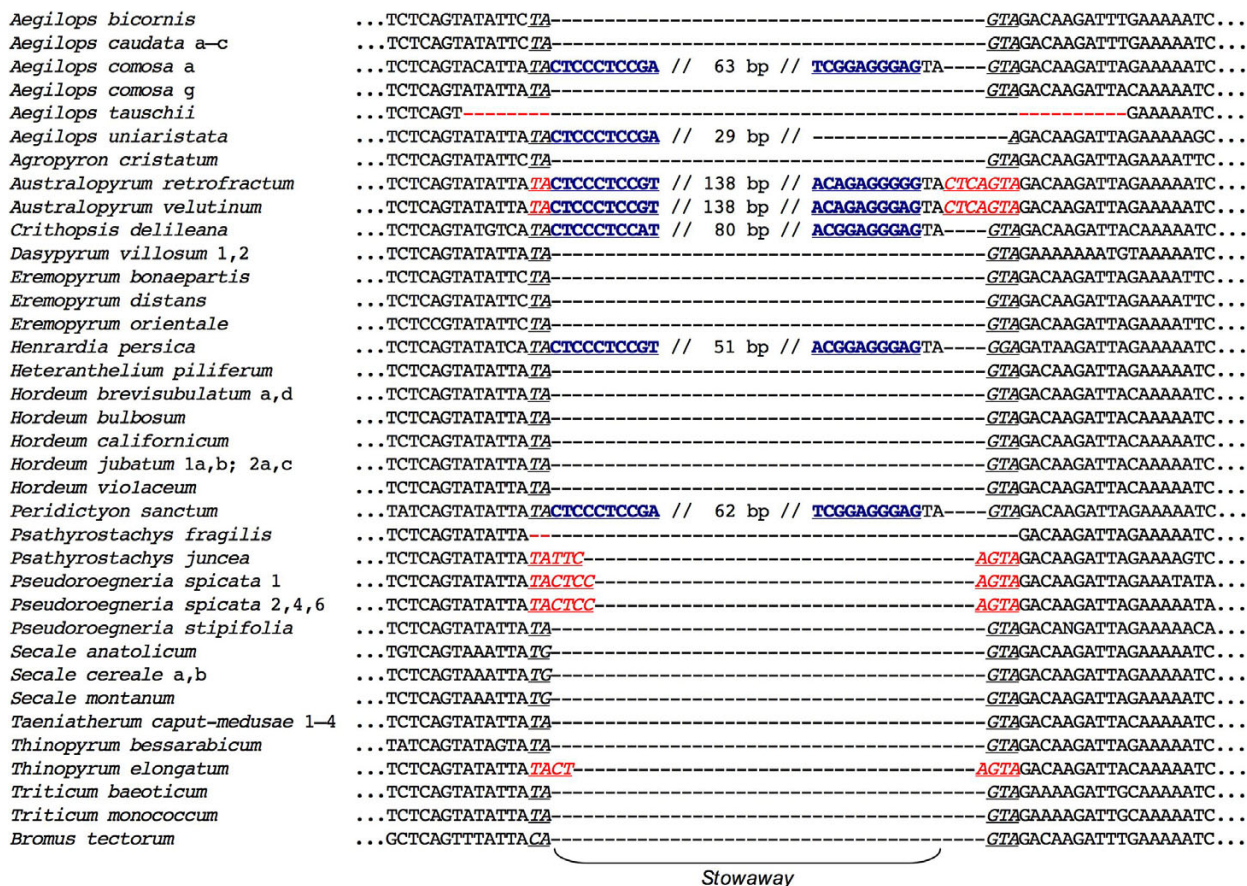 Aegilops bicornis ...TCTCAGTATATTCTA----------------------------------------GTAGACAAGATTTGAAAAATC...
Aegilops caudata a–c ...TCTCAGTATATTCTA----------------------------------------GTAGACAAGATTTGAAAAATC...
Aegilops comosa a ...TCTCAGTACATTATACTCCCTCCGA // 63 bp // TCGGAGGGAGTA----GTAGACAAGATTAGAAAAATC...
Aegilops comosa g ...TCTCAGTATATTATA----------------------------------------GTAGACAAGATTACAAAAATC...
Aegilops tauschii ...TCTCAGT-------- ----------GAAAAATC...
Aegilops uniaristata ...TCTCAGTATATTATACTCCCTCCGA // 29 bp // ------------------AGACAAGATTAGAAAAAGC...
Agropyron cristatum ...TCTCAGTATATTCTA----------------------------------------GTAGACAAGATTAGAAAATTC...
Australopyrum retrofractum ...TCTCAGTATATTATACTCCCTCCGT // 138 bp // ACAGAGGGGGTACTCAGTAGACAAGATTAGAAAAATC...
Australopyrum velutinum ...TCTCAGTATATTATACTCCCTCCGT // 138 bp // ACAGAGGGAGTACTCAGTAGACAAGATTAGAAAAATC...
Crithopsis delileana ...TCTCAGTATGTCATACTCCCTCCAT // 80 bp // ACGGAGGGAGTA----GTAGACAAGATTACAAAAATC...
Dasypyrum villosum 1,2 ...TCTCAGTATATTATA----------------------------------------GTAGAAAAAAATGTAAAAATC...
Eremopyrum bonaepartis ...TCTCAGTATATTCTA----------------------------------------GTAGACAAGATTAGAAAATTC...
Eremopyrum distans ...TCTCAGTATATTCTA----------------------------------------GTAGACAAGATTAGAAAATTC...
Eremopyrum orientale ...TCTCCGTATATTCTA----------------------------------------GTAGACAAGATTAGAAAATTC...
Henrardia persica ...TCTCAGTATATCATACTCCCTCCGT // 51 bp // ACGGAGGGAGTA----GGAGATAAGATTAGAAAAATC...
Heteranthelium piliferum ...TCTCAGTATATTATA----------------------------------------GTAGACAAGATTAGAAAAATC...
Hordeum brevisubulatum a,d ...TCTCAGTATATTATA----------------------------------------GTAGACAAGATTACAAAAATC...
Hordeum bulbosum ...TCTCAGTATATTATA----------------------------------------GTAGACAAGATTACAAAAATC...
Hordeum californicum ...TCTCAGTATATTATA----------------------------------------GTAGACAAGATTACAAAAATC...
Hordeum jubatum 1a,b; 2a,c ...TCTCAGTATATTATA----------------------------------------GTAGACAAGATTACAAAAATC...
Hordeum violaceum ...TCTCAGTATATTATA----------------------------------------GTAGACAAGATTACAAAAATC...
Peridictyon sanctum ...TATCAGTATATTATACTCCCTCCGA // 62 bp // TCGGAGGGAGTA----GTAGACAAGATTAGAAAAATC...
Psathyrostachys fragilis ...TCTCAGTATATTA-- ----------------------------------------GACAAGATTACAAAAATC...
Psathyrostachys juncea ...TCTCAGTATATTATATTC------------------------------------AGTAGACAAGATTAGAAAAGTC...
Pseudoroegneria spicata 1 ...TCTCAGTATATTATACTCC-----------------------------------AGTAGACAAGATTAGAAATATA...
Pseudoroegneria spicata 2,4,6 ...TCTCAGTATATTATACTCC-----------------------------------AGTAGACAAGATTAGAAAAATA...
Pseudoroegneria stipifolia ...TCTCAGTATATTATA----------------------------------------GTAGACANGATTAGAAAAACA...
Secale anatolicum ...TGTCAGTAAATTATG----------------------------------------GTAGACAAGATTAGAAAAATC...
Secale cereale a,b ...TCTCAGTAAATTATG----------------------------------------GTAGACAAGATTAGAAAAATC...
Secale montanum ...TCTCAGTAAATTATG----------------------------------------GTAGACAAGATTAGAAAAATC...
Taeniatherum caput-medusae 1–4 ...TCTCAGTATATTATA----------------------------------------GTAGACAAGATTACAAAAATC...
Thinopyrum bessarabicum ...TATCAGTATAGTATA----------------------------------------GTAGACAAGATTAGAAAAATC...
Thinopyrum elongatum ...TCTCAGTATATTATACT-------------------------------------AGTAGACAAGATTACAAAAATC...
Triticum baeoticum ...TCTCAGTATATTATA----------------------------------------GTAGAAAAGATTGCAAAAATC...
Triticum monococcum ...TCTCAGTATATTATA----------------------------------------GTAGAAAAGATTGCAAAAATC...
Bromus tectorum ...GCTCAGTTTATTACA----------------------------------------GTAGACAAGATTTGAAAAATC...
Stowaway